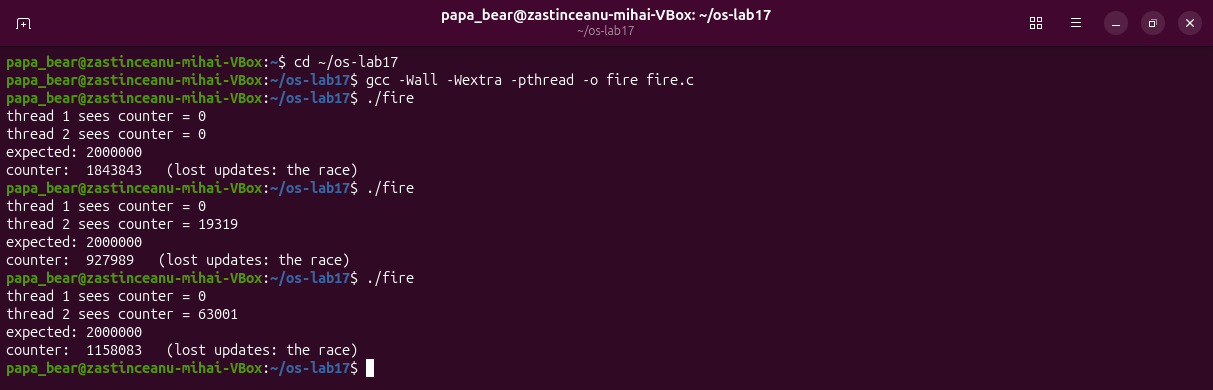 papa_bear@zastinceanu-mihai-VBox: ~/os-lab17
~/os-lab17
papa_bear@zastinceanu-mihai-VBox:~$ cd ~/os-lab17
papa_bear@zastinceanu-mihai-VBox:~/os-lab17$ gcc -Wall -Wextra -pthread -o fire fire.c
papa_bear@zastinceanu-mihai-VBox:~/os-lab17$ ./fire
thread 1 sees counter = 0
thread 2 sees counter = 0
expected: 2000000
counter:  1843843   (lost updates: the race)
papa_bear@zastinceanu-mihai-VBox:~/os-lab17$ ./fire
thread 1 sees counter = 0
thread 2 sees counter = 19319
expected: 2000000
counter:  927989   (lost updates: the race)
papa_bear@zastinceanu-mihai-VBox:~/os-lab17$ ./fire
thread 1 sees counter = 0
thread 2 sees counter = 63001
expected: 2000000
counter:  1158083   (lost updates: the race)
papa_bear@zastinceanu-mihai-VBox:~/os-lab17$